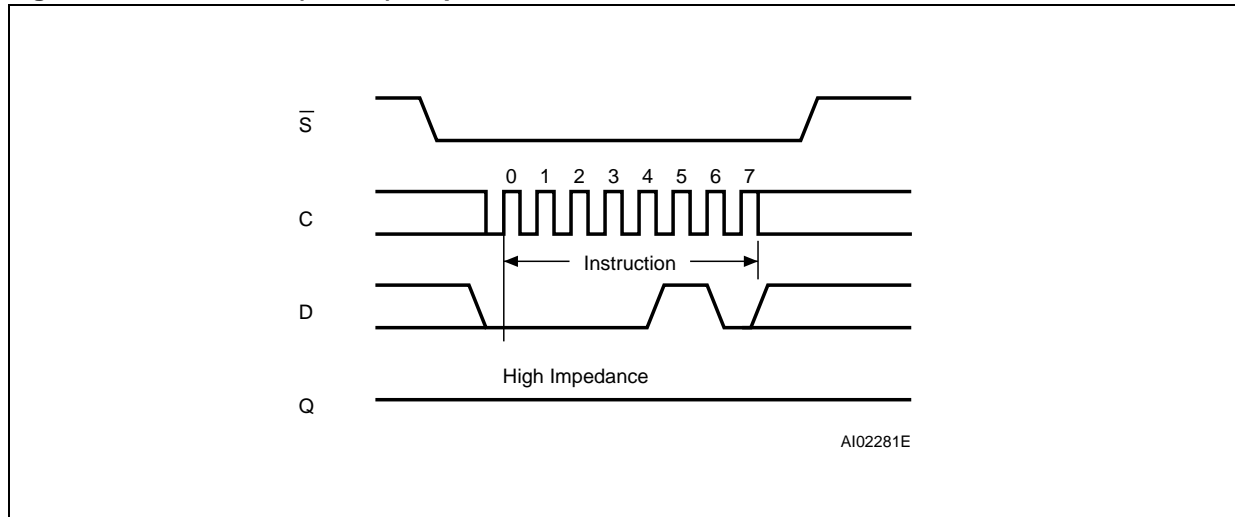 S̅
0 1 2 3 4 5 6 7
C
Instruction
D
High Impedance
Q
AI02281E